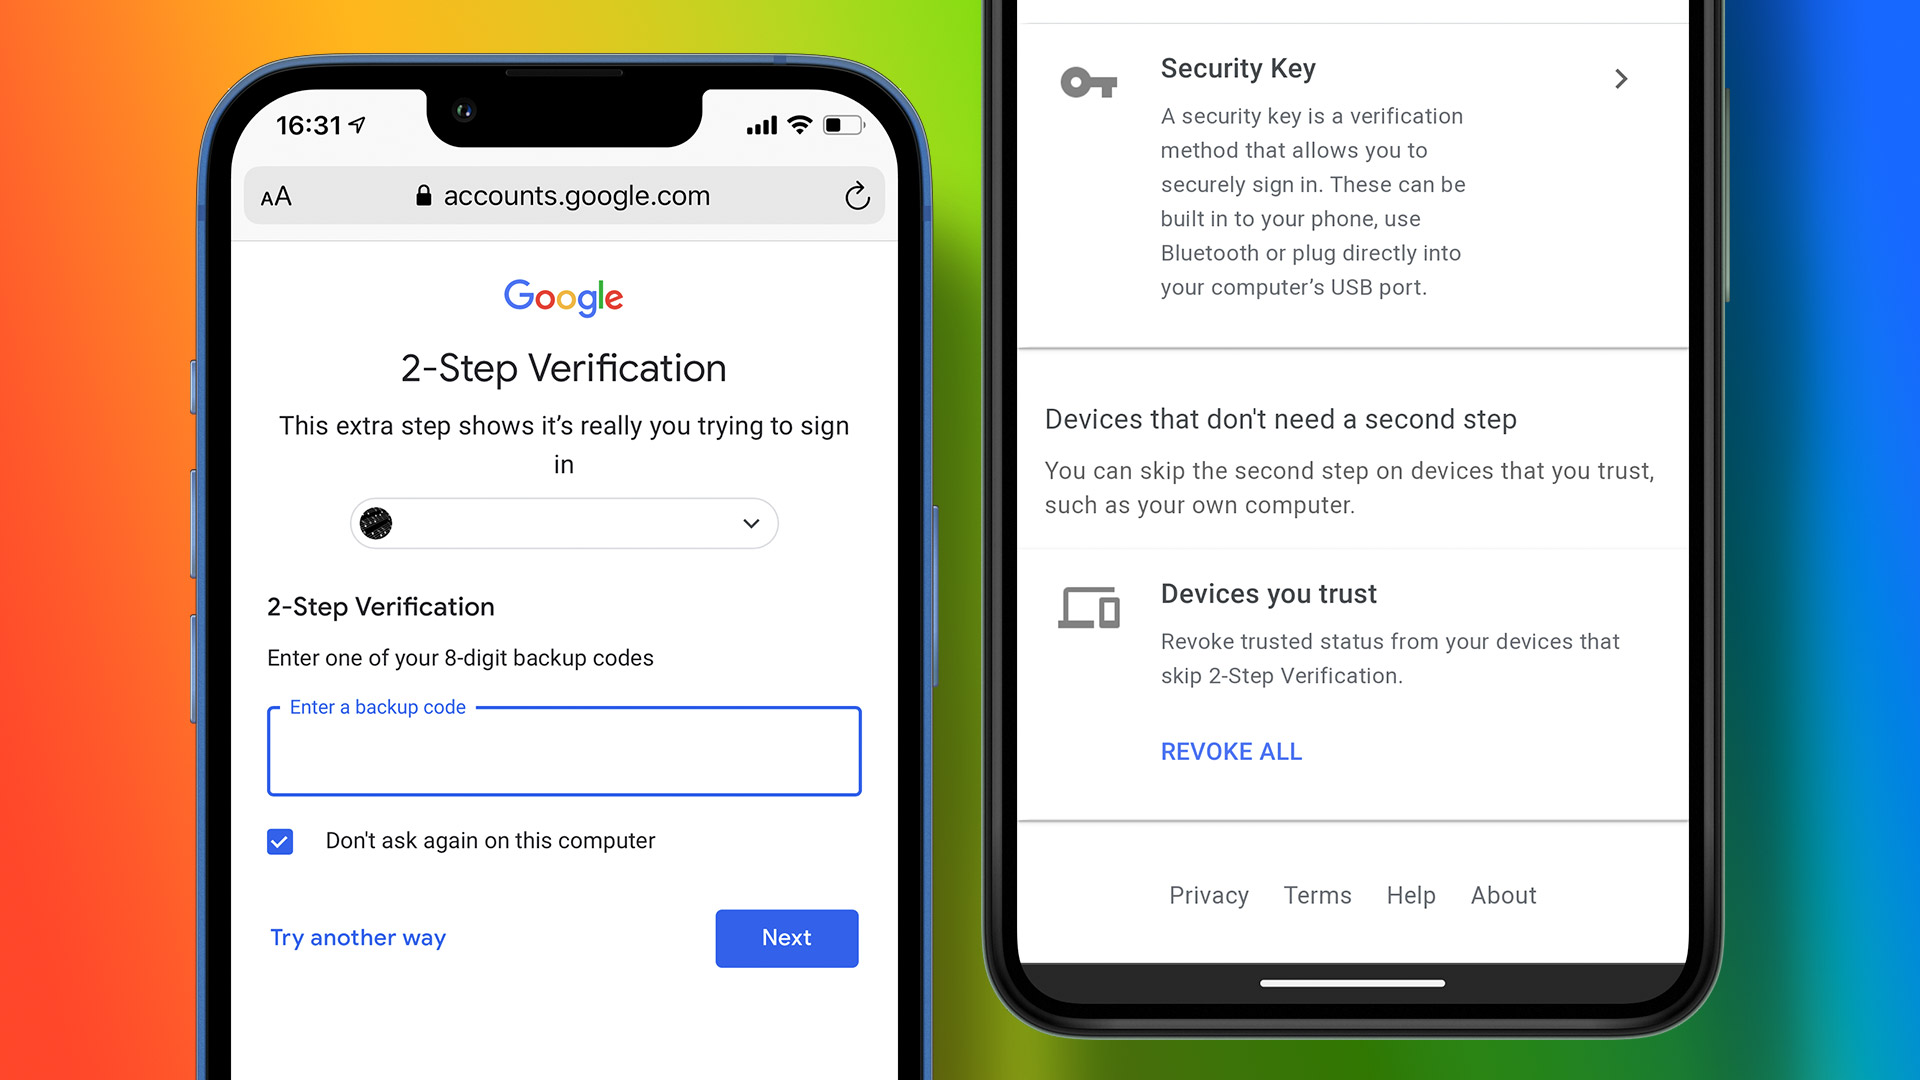 16:31
AA accounts.google.com
Google
2-Step Verification
This extra step shows it’s really you trying to sign
in
2-Step Verification
Enter one of your 8-digit backup codes
Enter a backup code
Don't ask again on this computer
Try another way
Next
Security Key
A security key is a verification
method that allows you to
securely sign in. These can be
built in to your phone, use
Bluetooth or plug directly into
your computer’s USB port.
Devices that don't need a second step
You can skip the second step on devices that you trust,
such as your own computer.
Devices you trust
Revoke trusted status from your devices that
skip 2-Step Verification.
REVOKE ALL
Privacy Terms Help About